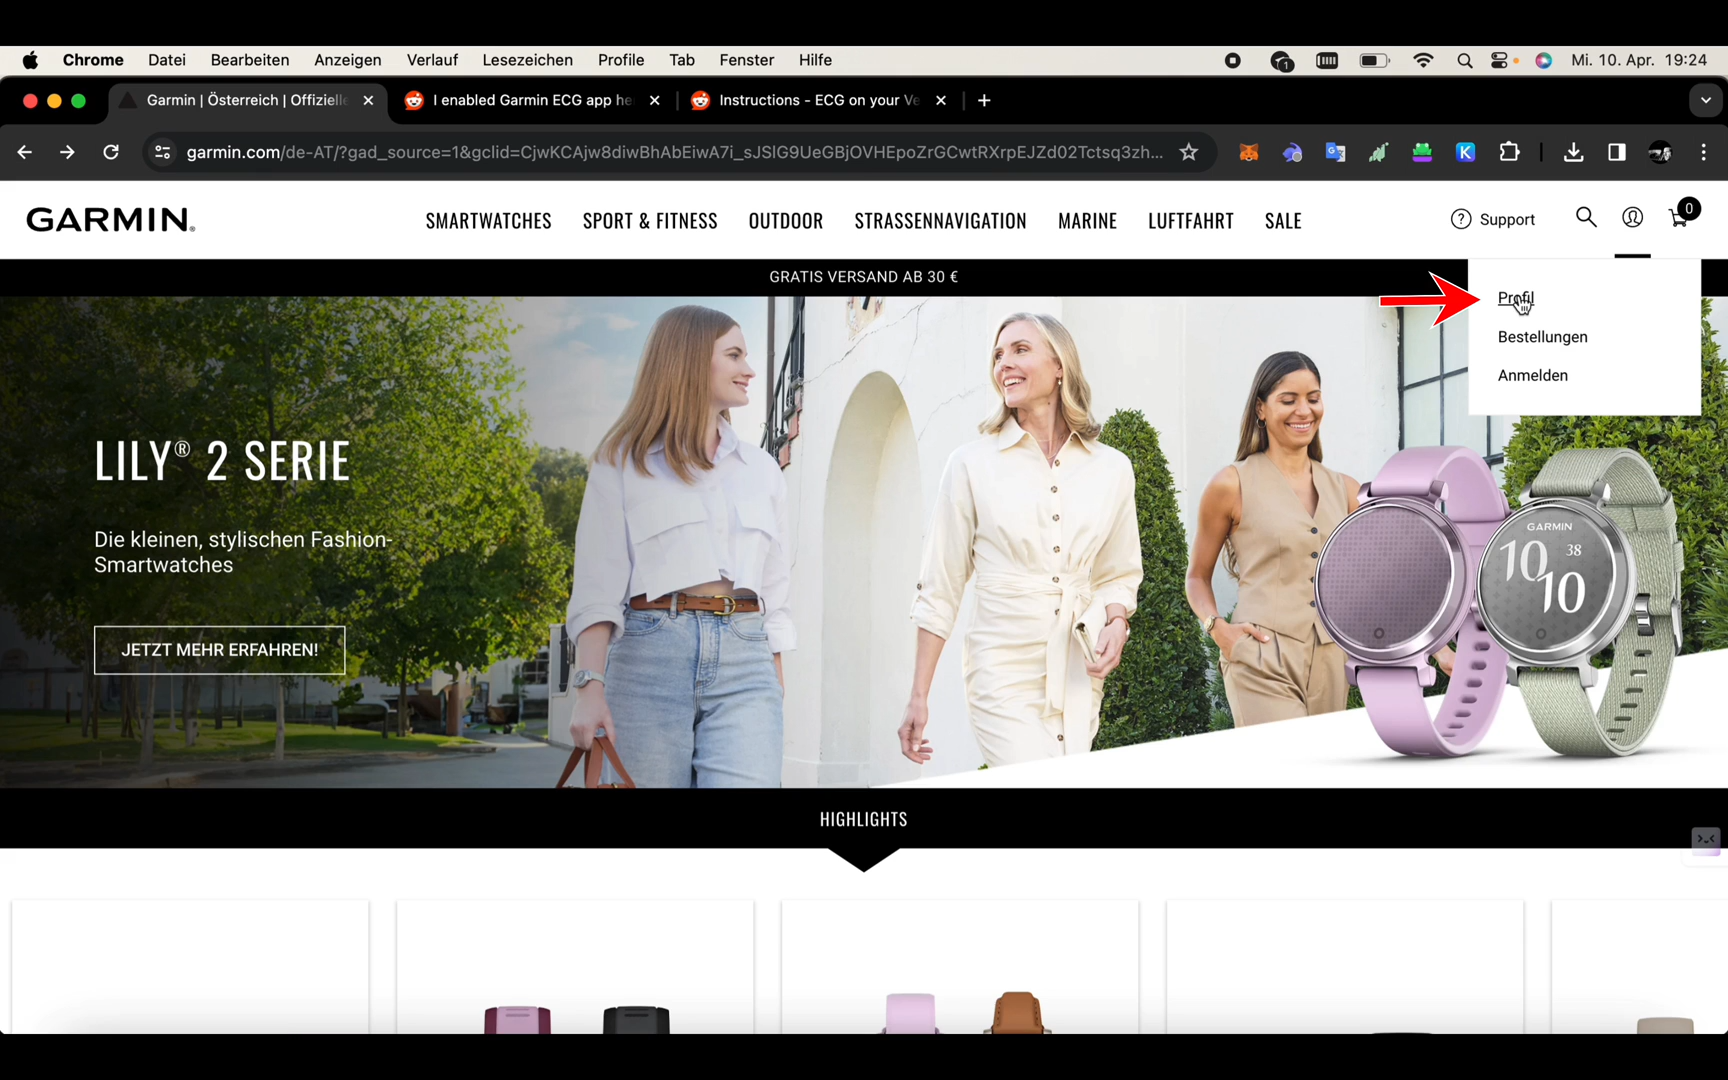 Chrome Datei Bearbeiten Anzeigen Verlauf Lesezeichen Profile Tab Fenster Hilfe
1
Mi. 10. Apr. 19:24
Garmin | Österreich | Offizielle
I enabled Garmin ECG app he
Instructions - ECG on your Ve
garmin.com/de-AT/?gad_source=1&gclid=CjwKCAjw8diwBhAbEiwA7i_sJSlG9UeGBjOVHEpoZrGCwtRXrpEJZd02Tctsq3zh...
K
GARMIN
SMARTWATCHES SPORT & FITNESS OUTDOOR STRASSENNAVIGATION MARINE LUFTFAHRT SALE
? Support
0
GRATIS VERSAND AB 30 €
Profil
Bestellungen
Anmelden
LILY® 2 SERIE
Die kleinen, stylischen Fashion-
Smartwatches
JETZT MEHR ERFAHREN!
GARMIN
10 38
10
HIGHLIGHTS